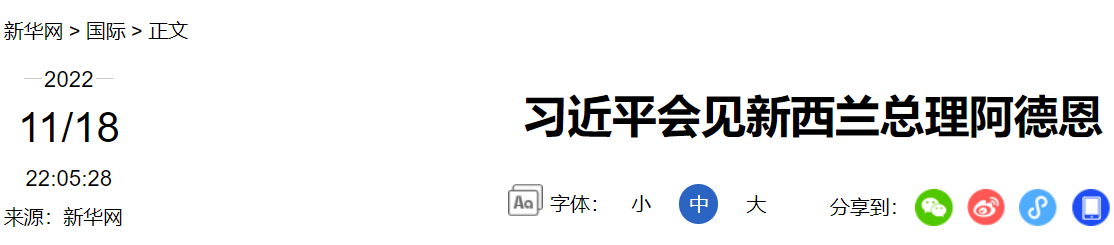 新华网 > 国际 > 正文
2022
11/18
22:05:28
来源：新华网
习近平会见新西兰总理阿德恩
Aa 字体： 小 中 大 分享到：